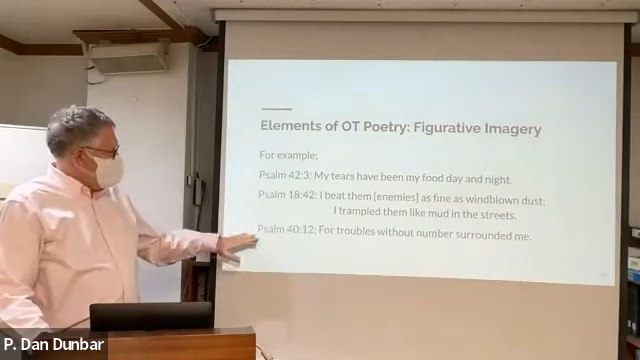 Elements of OT Poetry: Figurative Imagery
For example:
Psalm 42:3: My tears have been my food day and night.
Psalm 18:42: I beat them [enemies] as fine as windblown dust;
I trampled them like mud in the streets.
Psalm 40:12: For troubles without number surrounded me.
P. Dan Dunbar